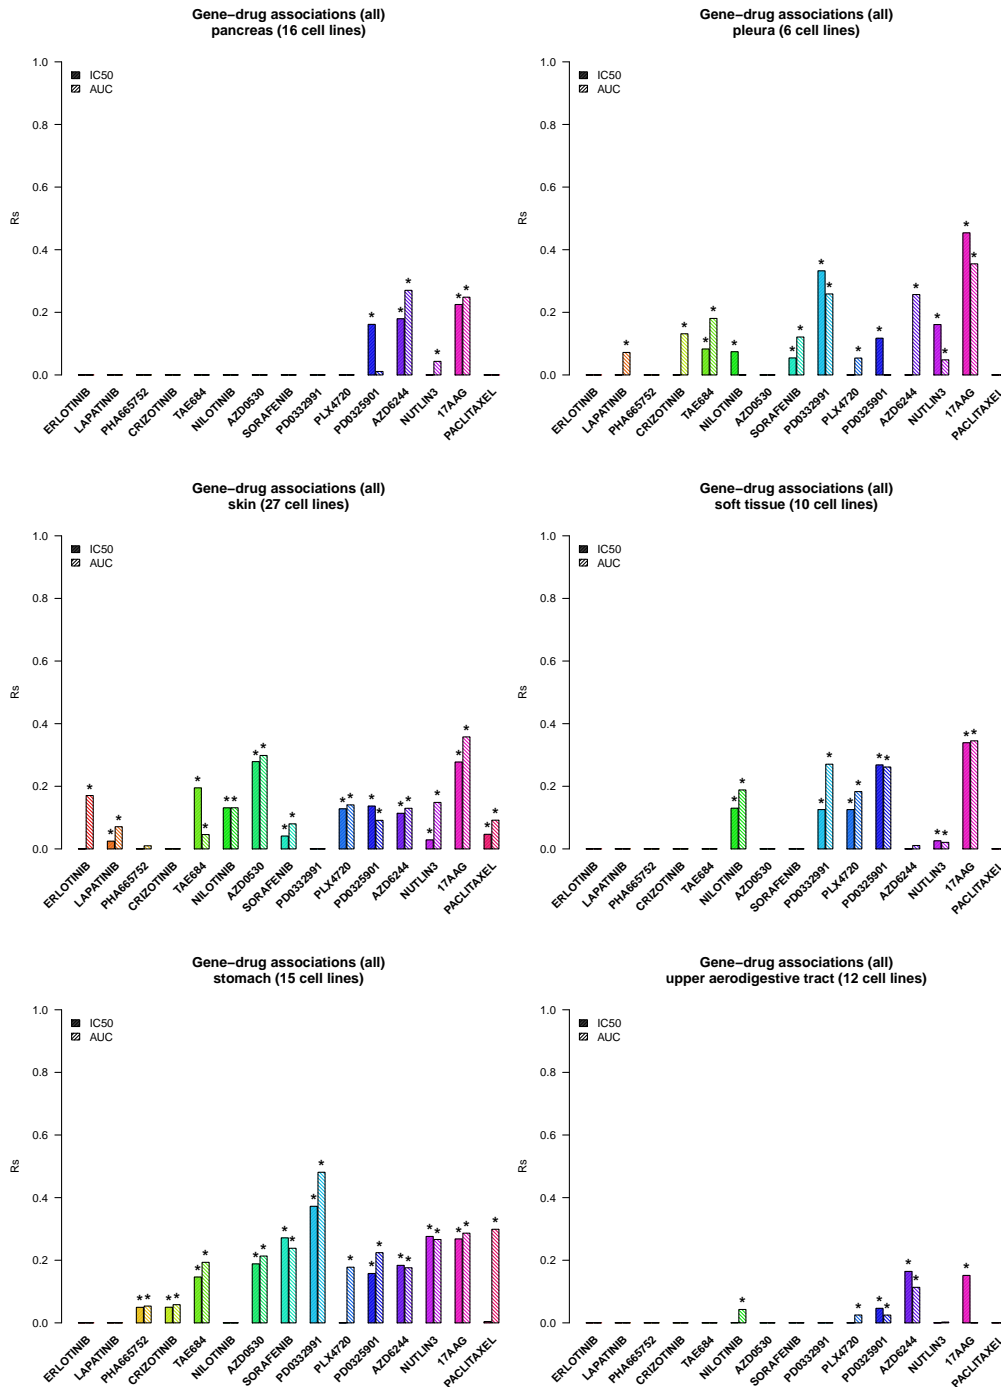 Gene−drug associations (all)
pancreas (16 cell lines)
1.0
0.8
0.6
0.4
0.2
0.0
Rs
IC50
AUC
* * * * * *
ERLOTINIB
LAPATINIB
PHA665752
CRIZOTINIB
TAE684
NILOTINIB
AZD0530
SORAFENIB
PD0332991
PLX4720
PD0325901
AZD6244
NUTLIN3
17AAG
PACLITAXEL
Gene−drug associations (all)
pleura (6 cell lines)
1.0
0.8
0.6
0.4
0.2
0.0
Rs
IC50
AUC
* * * * * * * * * * * * * * * *
ERLOTINIB
LAPATINIB
PHA665752
CRIZOTINIB
TAE684
NILOTINIB
AZD0530
SORAFENIB
PD0332991
PLX4720
PD0325901
AZD6244
NUTLIN3
17AAG
PACLITAXEL
Gene−drug associations (all)
skin (27 cell lines)
1.0
0.8
0.6
0.4
0.2
0.0
Rs
IC50
AUC
* * * * * * * * * * * * * * * * * * * * * * *
ERLOTINIB
LAPATINIB
PHA665752
CRIZOTINIB
TAE684
NILOTINIB
AZD0530
SORAFENIB
PD0332991
PLX4720
PD0325901
AZD6244
NUTLIN3
17AAG
PACLITAXEL
Gene−drug associations (all)
soft tissue (10 cell lines)
1.0
0.8
0.6
0.4
0.2
0.0
Rs
IC50
AUC
* * * * * * * * * * * *
ERLOTINIB
LAPATINIB
PHA665752
CRIZOTINIB
TAE684
NILOTINIB
AZD0530
SORAFENIB
PD0332991
PLX4720
PD0325901
AZD6244
NUTLIN3
17AAG
PACLITAXEL
Gene−drug associations (all)
stomach (15 cell lines)
1.0
0.8
0.6
0.4
0.2
0.0
Rs
IC50
AUC
* * * * * * * * * * * * * * * * * * * * * *
ERLOTINIB
LAPATINIB
PHA665752
CRIZOTINIB
TAE684
NILOTINIB
AZD0530
SORAFENIB
PD0332991
PLX4720
PD0325901
AZD6244
NUTLIN3
17AAG
PACLITAXEL
Gene−drug associations (all)
upper aerodigestive tract (12 cell lines)
1.0
0.8
0.6
0.4
0.2
0.0
Rs
IC50
AUC
* * * * * * *
ERLOTINIB
LAPATINIB
PHA665752
CRIZOTINIB
TAE684
NILOTINIB
AZD0530
SORAFENIB
PD0332991
PLX4720
PD0325901
AZD6244
NUTLIN3
17AAG
PACLITAXEL